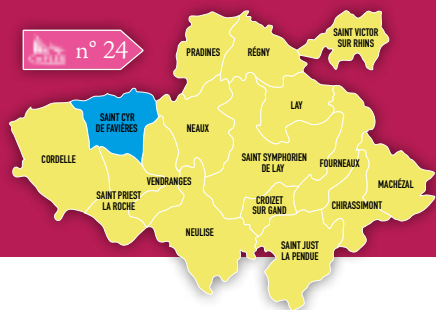 n° 24
SAINT VICTOR
SUR RHINS
PRADINES
RÉGNY
LAY
SAINT CYR
DE FAVIÈRES
NEAUX
CORDELLE
SAINT SYMPHORIEN
DE LAY
FOURNEAUX
VENDRANGES
MACHÉZAL
SAINT PRIEST
LA ROCHE
CROIZET
SUR GAND
CHIRASSIMONT
NEULISE
SAINT JUST
LA PENDUE